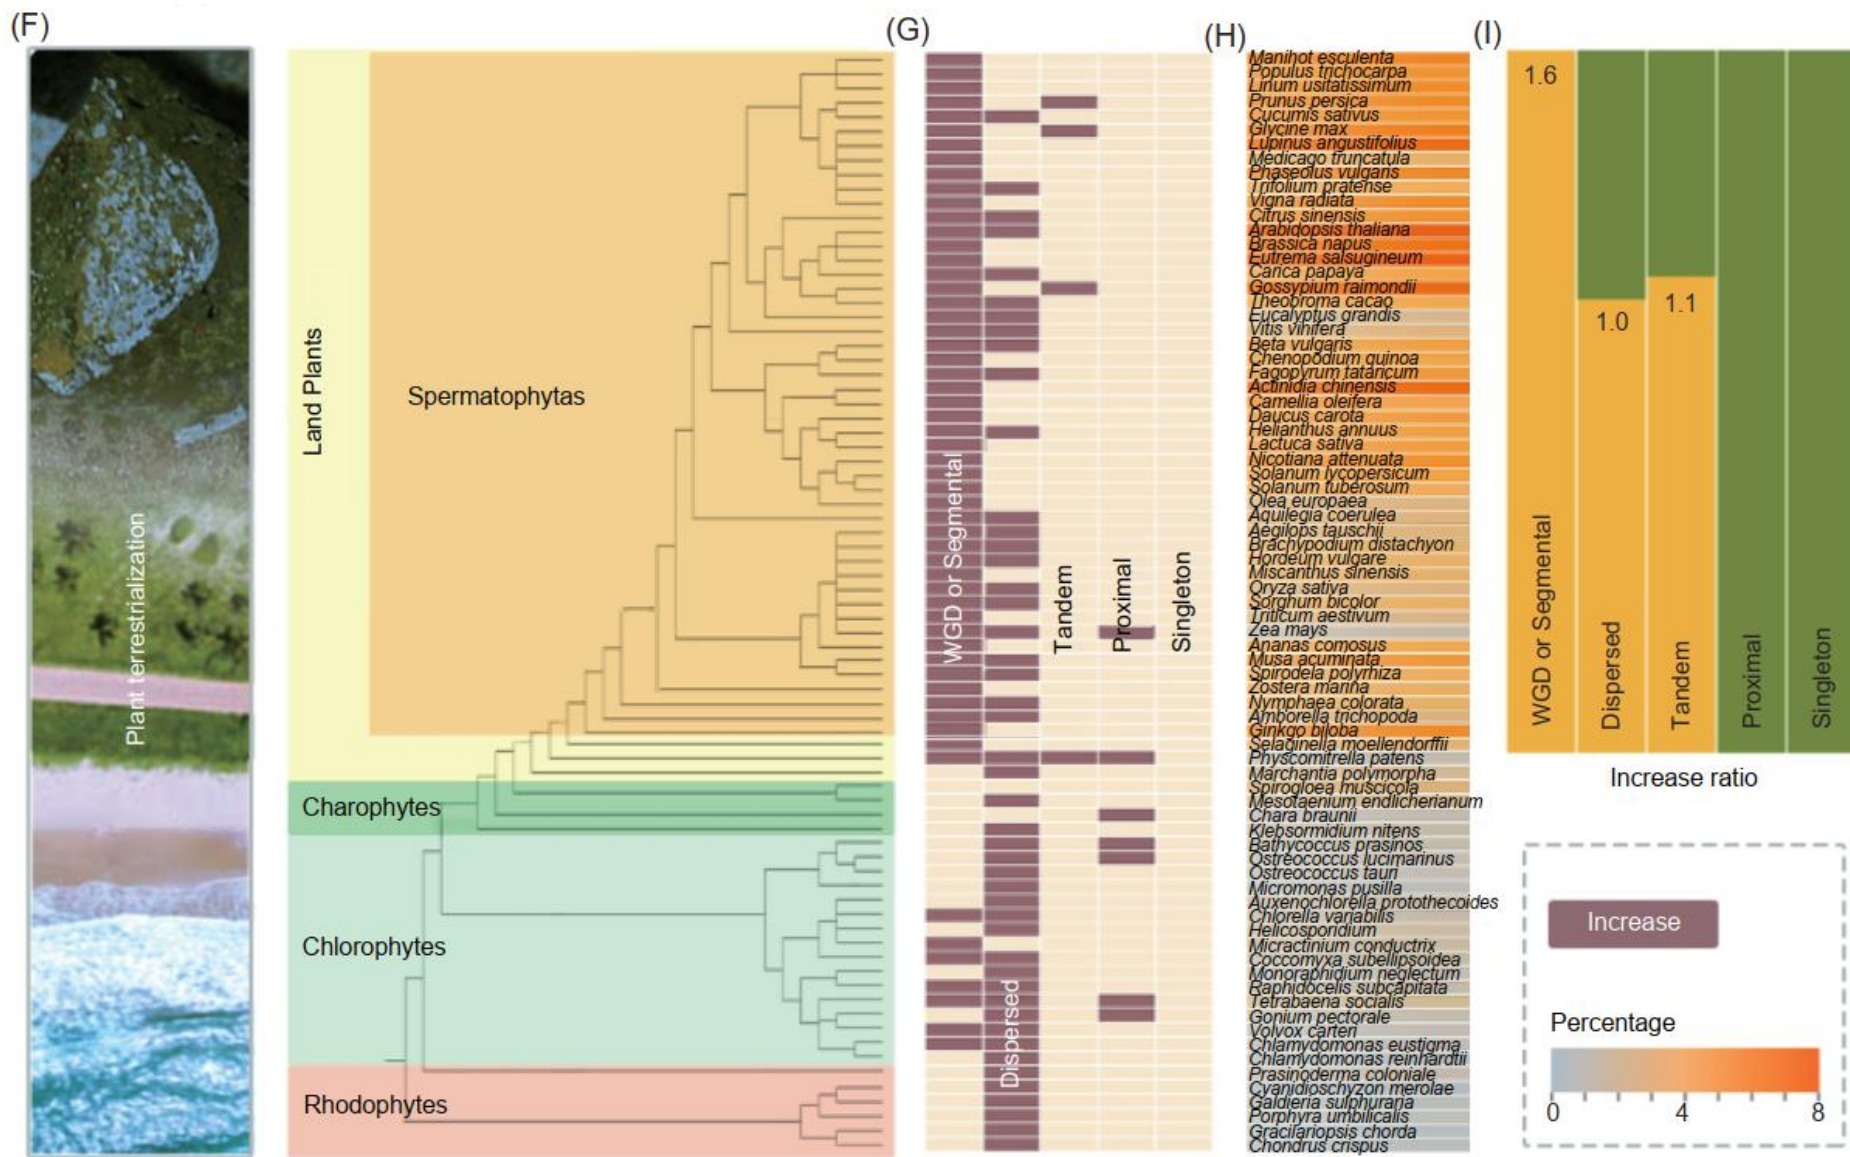 (F)
(G)
(H)
(I)
Plant terrestrialization
Land Plants
Spermatophytas
Charophytes
Chlorophytes
Rhodophytes
WGD or Segmental
Dispersed
Tandem
Proximal
Singleton
Manihot esculenta
Populus trichocarpa
Linum usitatissimum
Prunus persica
Cucumis sativus
Glycine max
Lupinus angustifolius
Medicago truncatula
Phaseolus vulgaris
Trifolium pratense
Vigna radiata
Citrus sinensis
Arabidopsis thaliana
Brassica napus
Eutrema salsugineum
Carica papaya
Gossypium raimondii
Theobroma cacao
Eucalyptus grandis
Vitis vinifera
Beta vulgaris
Chenopodium quinoa
Fagopyrum tataricum
Actinidia chinensis
Camellia oleifera
Daucus carota
Helianthus annuus
Lactuca sativa
Nicotiana attenuata
Solanum lycopersicum
Solanum tuberosum
Olea europaea
Aquilegia coerulea
Aegilops tauschii
Brachypodium distachyon
Hordeum vulgare
Miscanthus sinensis
Oryza sativa
Sorghum bicolor
Triticum aestivum
Zea mays
Ananas comosus
Musa acuminata
Spirodela polyrhiza
Zostera marina
Nymphaea colorata
Amborella trichopoda
Ginkgo biloba
Selaginella moellendorffii
Physcomitrella patens
Marchantia polymorpha
Spirogloea muscicola
Mesotaenium endlicherianum
Chara braunii
Klebsormidium nitens
Bathycoccus prasinos
Ostreococcus lucimarinus
Ostreococcus tauri
Micromonas pusilla
Auxenochlorella protothecoides
Chlorella variabilis
Helicosporidium
Micractinium conductrix
Coccomyxa subellipsoidea
Monoraphidium neglectum
Raphidocelis subcapitata
Tetrabaena socialis
Gonium pectorale
Volvox carteri
Chlamydomonas eustigma
Chlamydomonas reinhardtii
Prasinoderma coloniale
Cyanidioschyzon merolae
Galdieria sulphuraria
Porphyra umbilicalis
Gracilariopsis chorda
Chondrus crispus
1.6
1.0
1.1
WGD or Segmental
Dispersed
Tandem
Proximal
Singleton
Increase ratio
Increase
Percentage
0 4 8